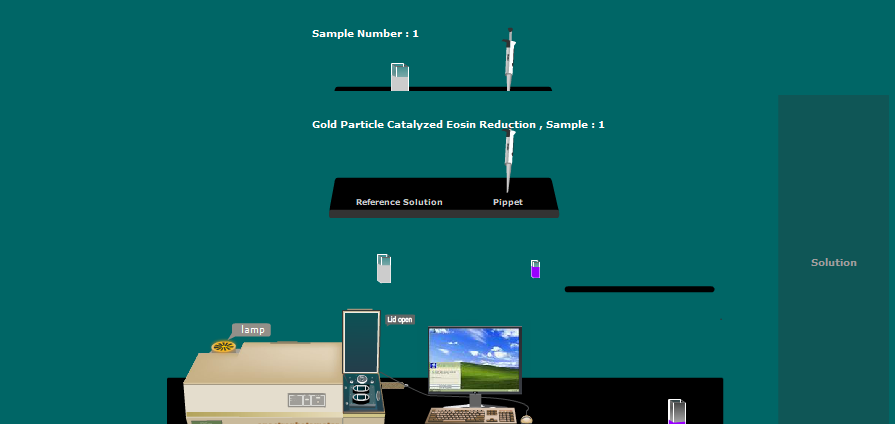 Sample Number : 1
Gold Particle Catalyzed Eosin Reduction , Sample : 1
Reference Solution
Pippet
Solution
Lid open
lamp